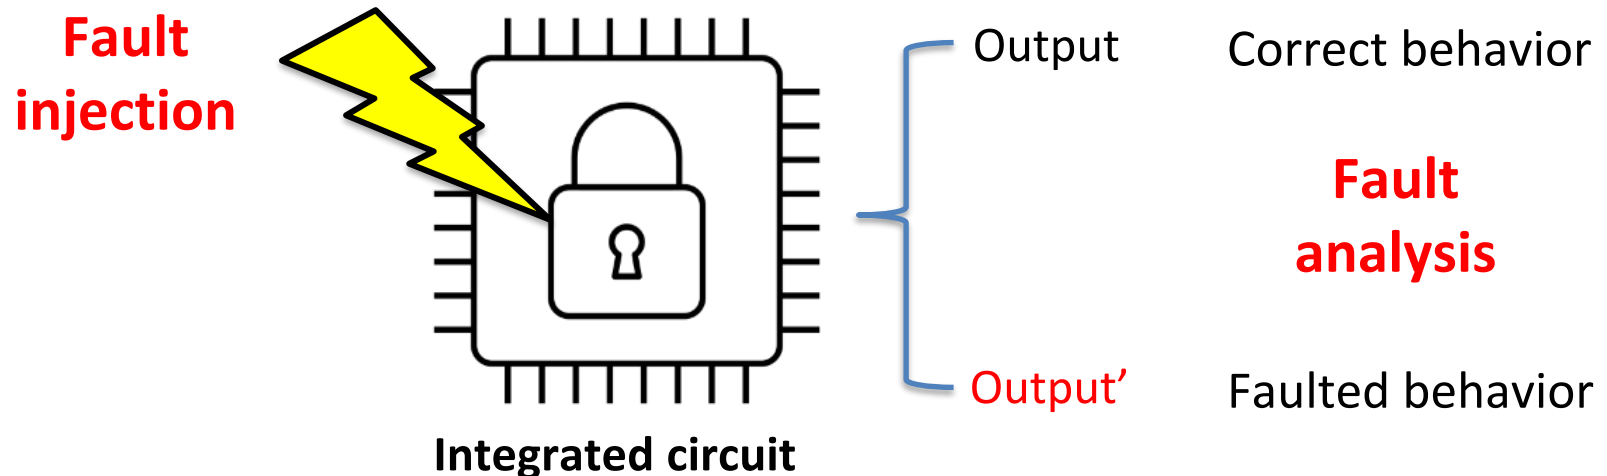 Fault
injection
Integrated circuit
Output
Correct behavior
Fault
analysis
Output’
Faulted behavior